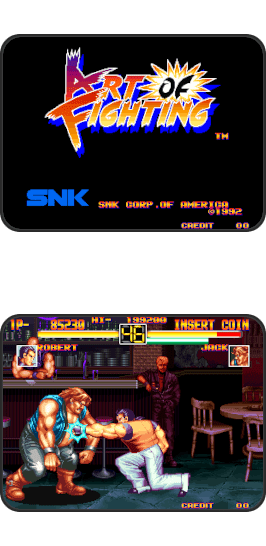 ART OF
FIGHTING
TM
SNK SNK CORP.OF AMERICA
©1992
CREDIT 00
1P- 85230 HI- 199200 INSERT COIN
46
ROBERT JACK
CREDIT 00